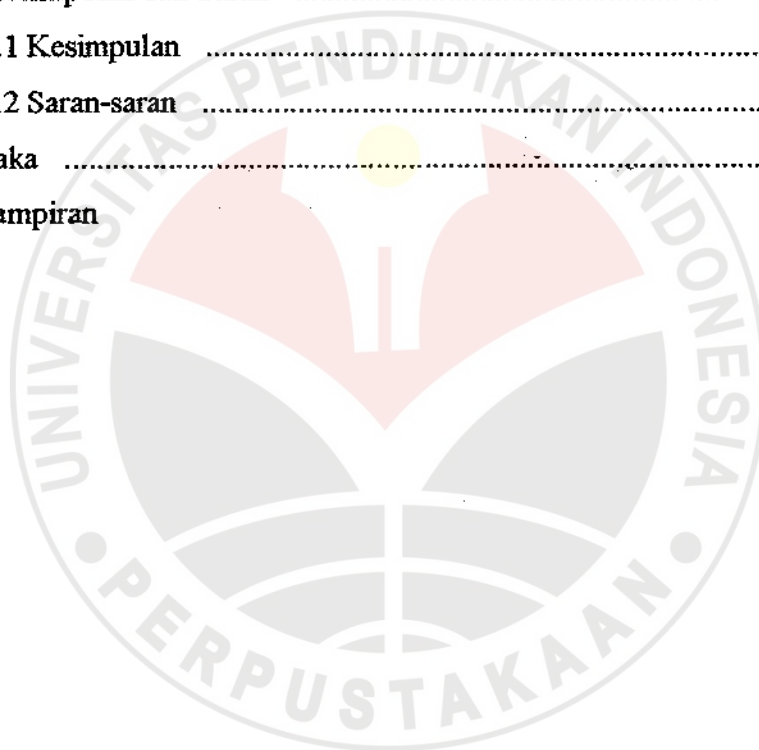 .1 Kesimpulan ........................................................
.2 Saran-saran ........................................................
aka ........................................................
ampiran
UNIVERSITAS PENDIDIKAN INDONESIA
PERPUSTAKAAN